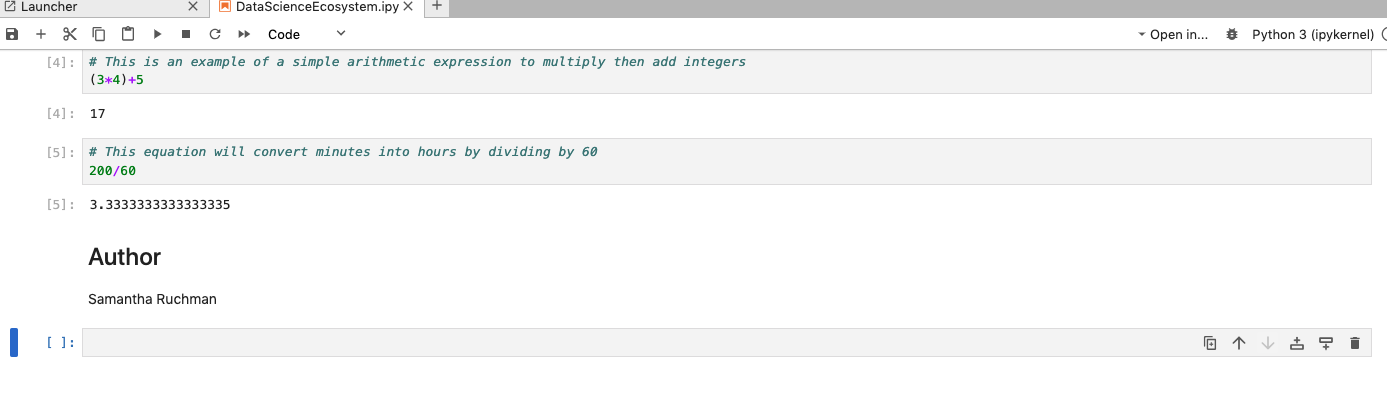 Launcher
DataScienceEcosystem.ipy
Code
Open in...
Python 3 (ipykernel)
[4]:
# This is an example of a simple arithmetic expression to multiply then add integers
(3*4)+5
[4]:
17
[5]:
# This equation will convert minutes into hours by dividing by 60
200/60
[5]:
3.3333333333333335
Author
Samantha Ruchman
[ ]: